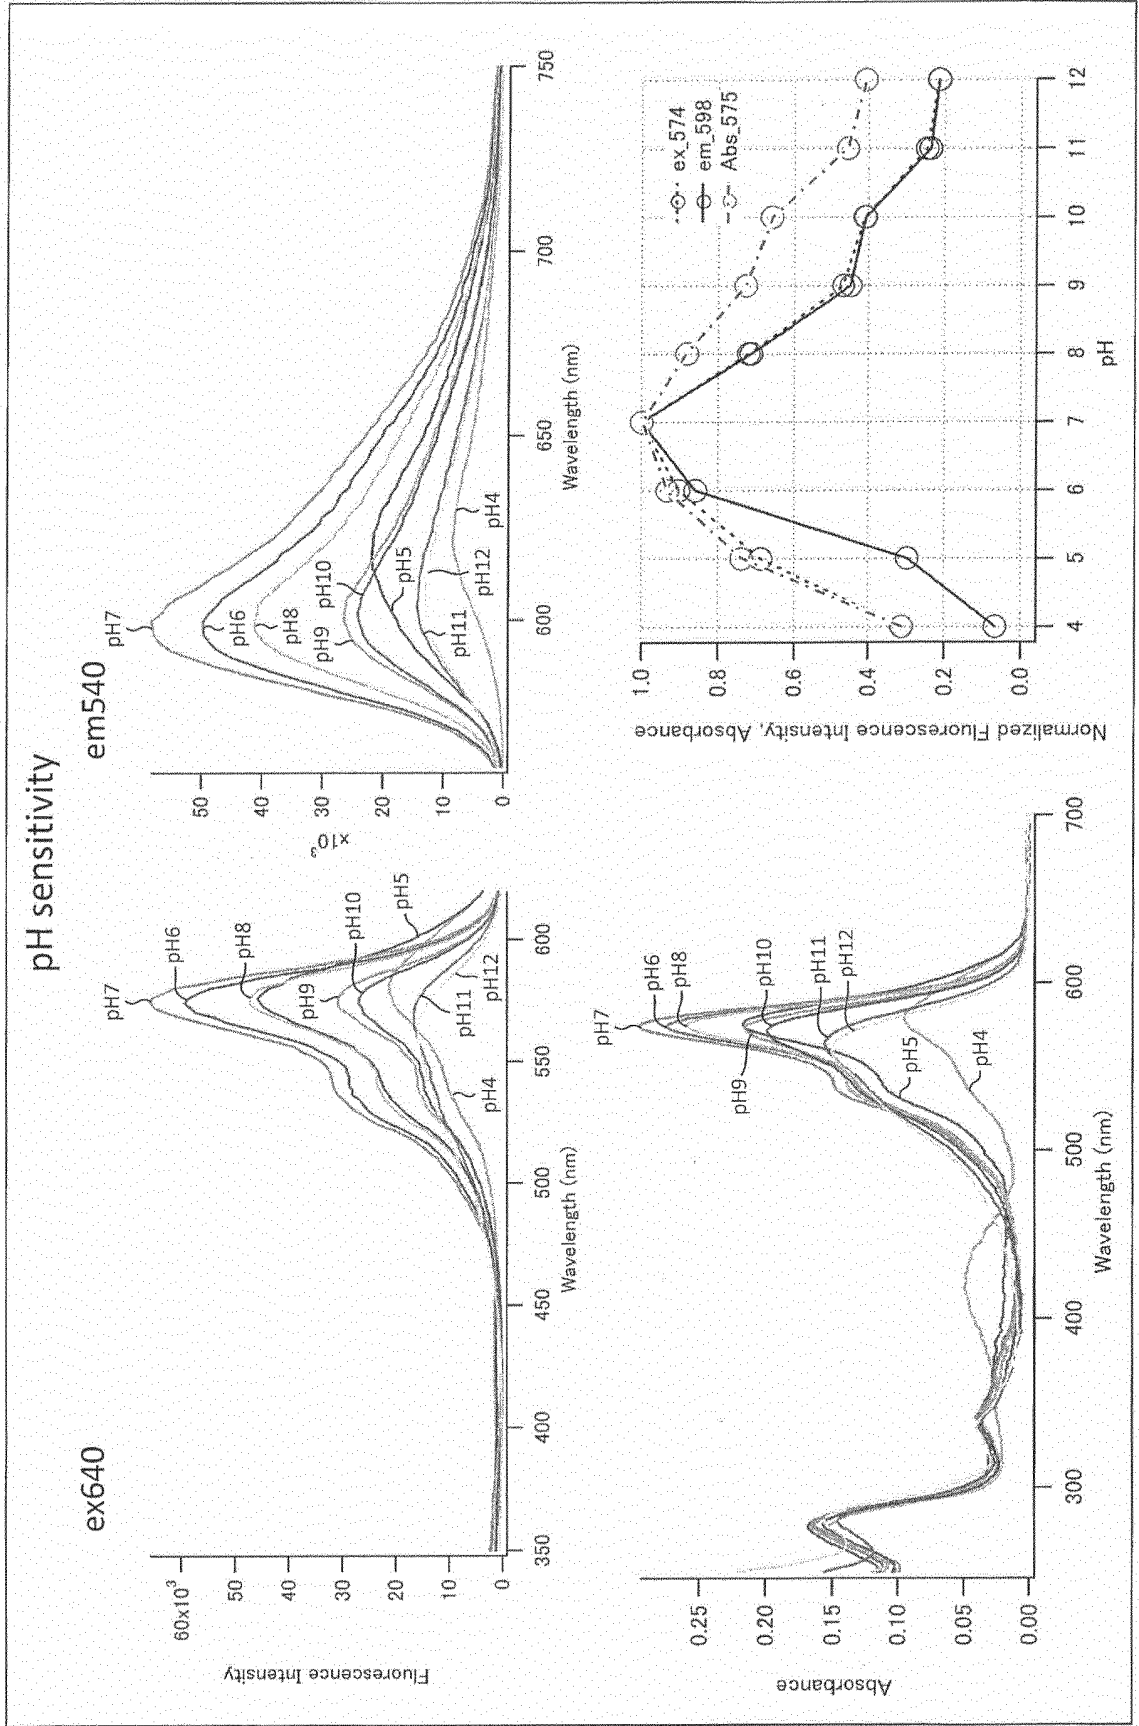 pH sensitivity
ex640
Fluorescence Intensity
60x10³
50
40
30
20
10
0
350
400
450
500
550
600
Wavelength (nm)
pH7
pH6
pH8
pH9
pH10
pH5
pH11
pH12
pH4
em540
x10³
50
40
30
20
10
0
600
650
700
750
Wavelength (nm)
pH7
pH6
pH8
pH9
pH10
pH5
pH11
pH12
pH4
Absorbance
0.25
0.20
0.15
0.10
0.05
0.00
300
400
500
600
700
Wavelength (nm)
pH7
pH6
pH8
pH9
pH10
pH11
pH12
pH5
pH4
Normalized Fluorescence Intensity, Absorbance
1.0
0.8
0.6
0.4
0.2
0.0
4
5
6
7
8
9
10
11
12
pH
ex_574
em_598
Abs_575